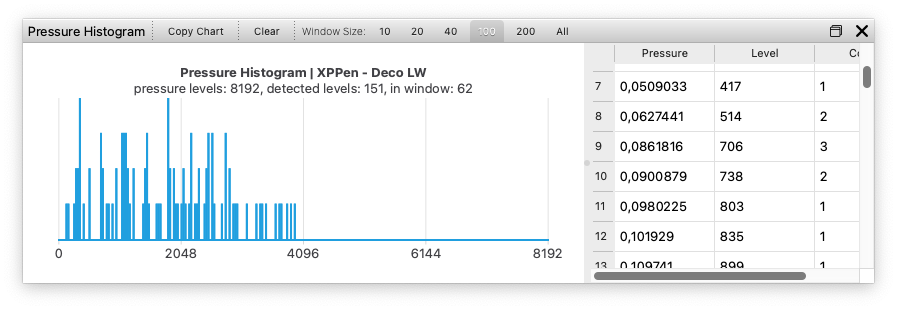 Pressure Histogram Copy Chart Clear Window Size: 10 20 40 100 200 All
Pressure Histogram | XPPen - Deco LW
pressure levels: 8192, detected levels: 151, in window: 62
0 2048 4096 6144 8192
Pressure Level
7 0,0509033 417 1
8 0,0627441 514 2
9 0,0861816 706 3
10 0,0900879 738 2
11 0,0980225 803 1
12 0,101929 835 1
13 0,109741 899 1